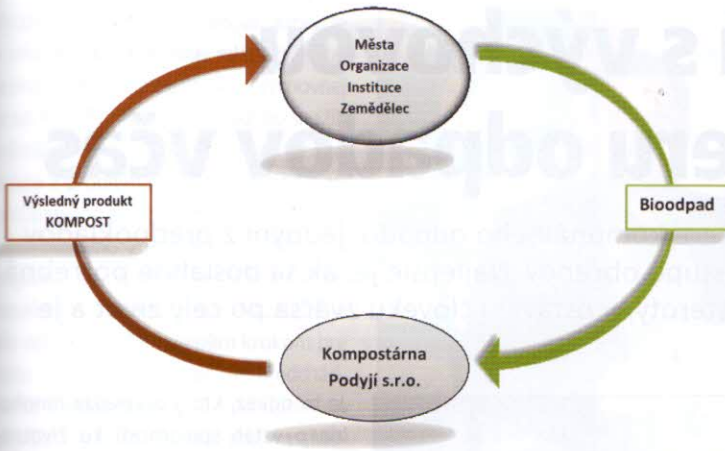 Města
Organizace
Instituce
Zemědělec
Výsledný produkt
KOMPOST
Bioodpad
Kompostárna
Podyjí s.r.o.